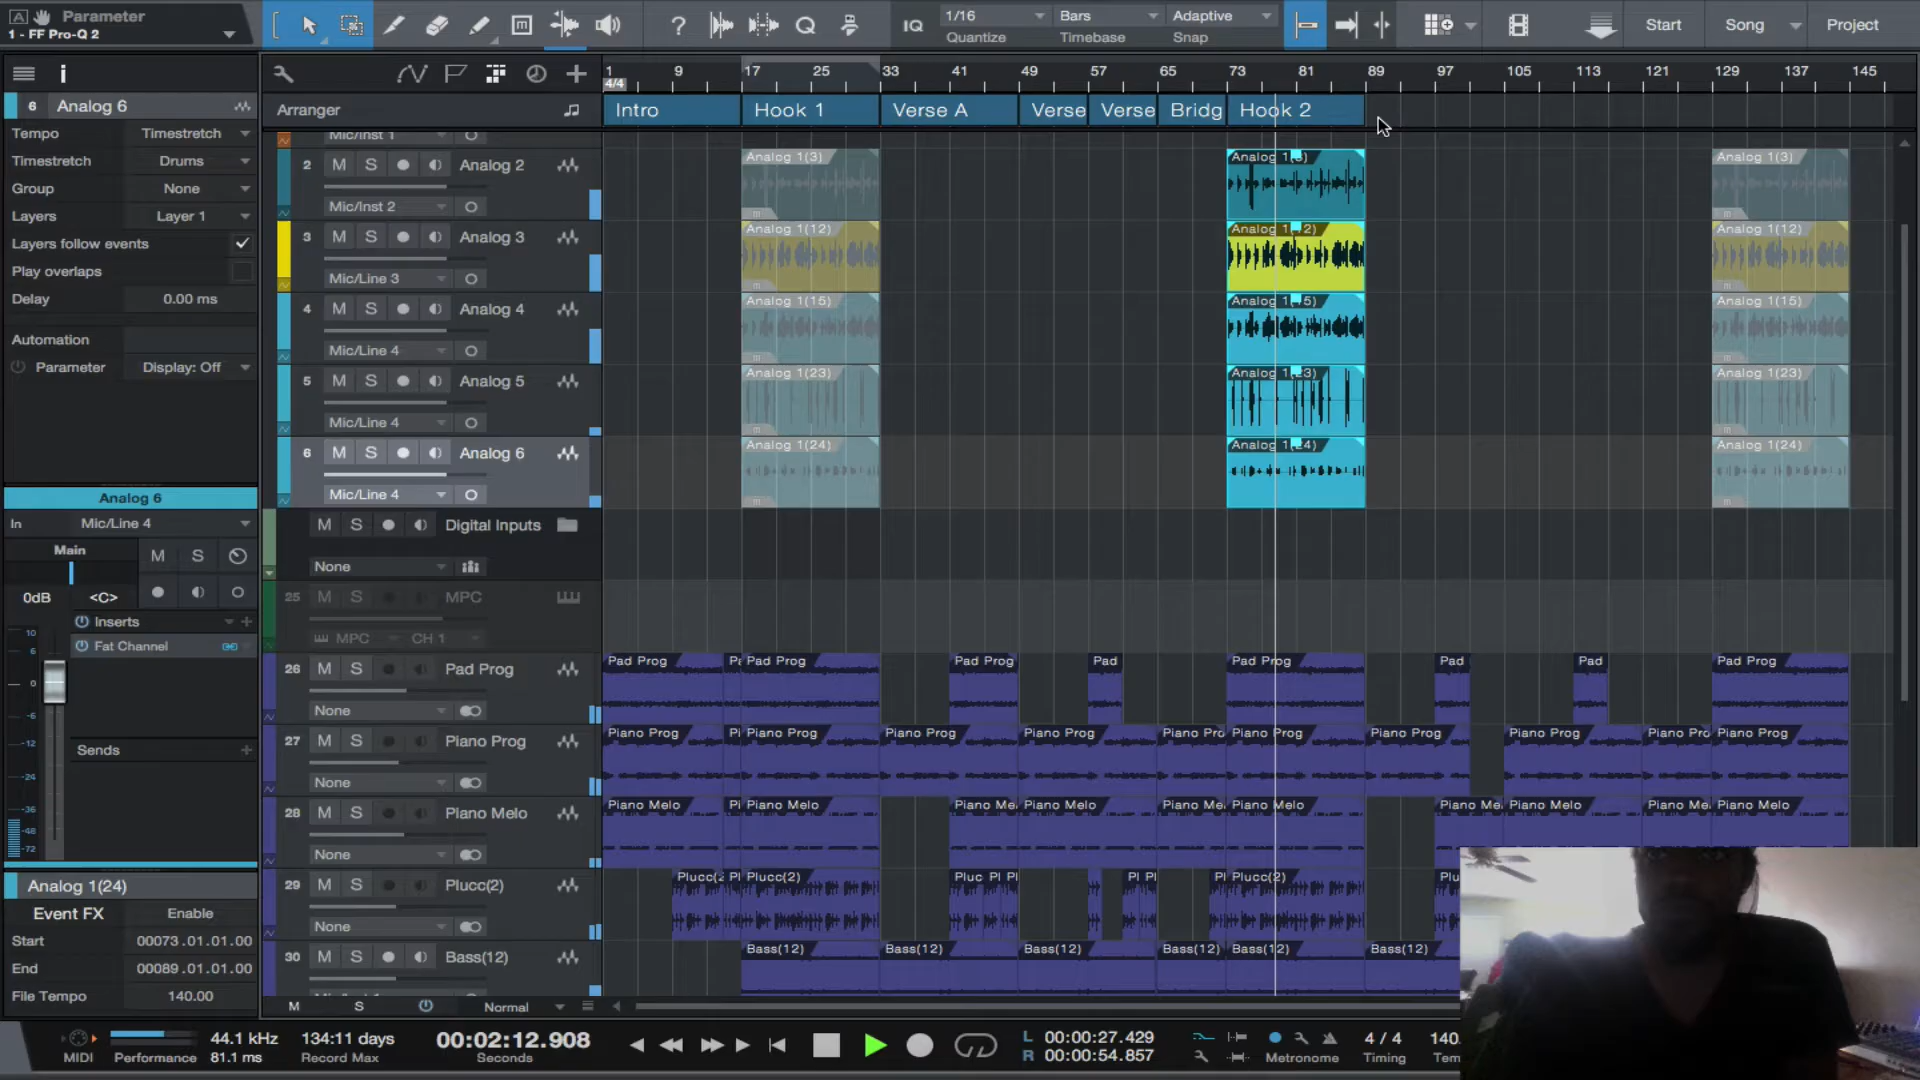 Parameter
1 - FF Pro-Q 2
IQ
1/16
Quantize
Bars
Timebase
Adaptive
Snap
Start
Song
Project
6 Analog 6
Tempo Timestretch
Timestretch Drums
Group None
Layers Layer 1
Layers follow events
Play overlaps
Delay 0.00 ms
Automation
Parameter Display: Off
Analog 6
In Mic/Line 4
Main M S
0dB <C>
Inserts
Fat Channel
Sends
10
6
0
-6
-12
-24
-36
-48
-72
Analog 1(24)
Event FX Enable
Start 00073.01.01.00
End 00089.01.01.00
File Tempo 140.00
1 9 17 25 33 41 49 57 65 73 81 89 97 105 113 121 129 137 145
4/4
Arranger
Intro Hook 1 Verse A Verse Verse Bridg Hook 2
Mic/Inst 1
2 M S Analog 2
Mic/Inst 2
3 M S Analog 3
Mic/Line 3
4 M S Analog 4
Mic/Line 4
5 M S Analog 5
Mic/Line 4
6 M S Analog 6
Mic/Line 4
M S Digital Inputs
None
25 M S MPC
MPC CH 1
26 M S Pad Prog
None
27 M S Piano Prog
None
28 M S Piano Melo
None
29 M S Plucc(2)
None
30 M S Bass(12)
Analog 1(3) Analog 1(3)
Analog 1(12) Analog 1(12)
Analog 1(15) Analog 1(15)
Analog 1(23) Analog 1(23)
Analog 1(24) Analog 1(24)
Pad Prog Pad Prog Pad Prog Pad Pad Prog Pad Pad Pad Prog
Piano Prog Piano Prog Piano Prog Piano Prog Piano Pro Piano Prog Piano Prog Piano Prog Piano Pro Piano Prog
Piano Melo Pi Piano Melo Piano Me Piano Melo Piano Me Piano Melo Piano Me Piano Melo Piano Me Piano Melo
Plucc(2 Pl Plucc(2) Pluc Pl Pl Pl Pl Pl Plucc(2) Plu
Bass(12) Bass(12) Bass(12) Bass(12) Bass(12) Bass(12)
M S Normal
MIDI
Performance
44.1 kHz
81.1 ms
134:11 days
Record Max
00:02:12.908
Seconds
L 00:00:27.429
R 00:00:54.857
Metronome
4 / 4
Timing
140.
Tem